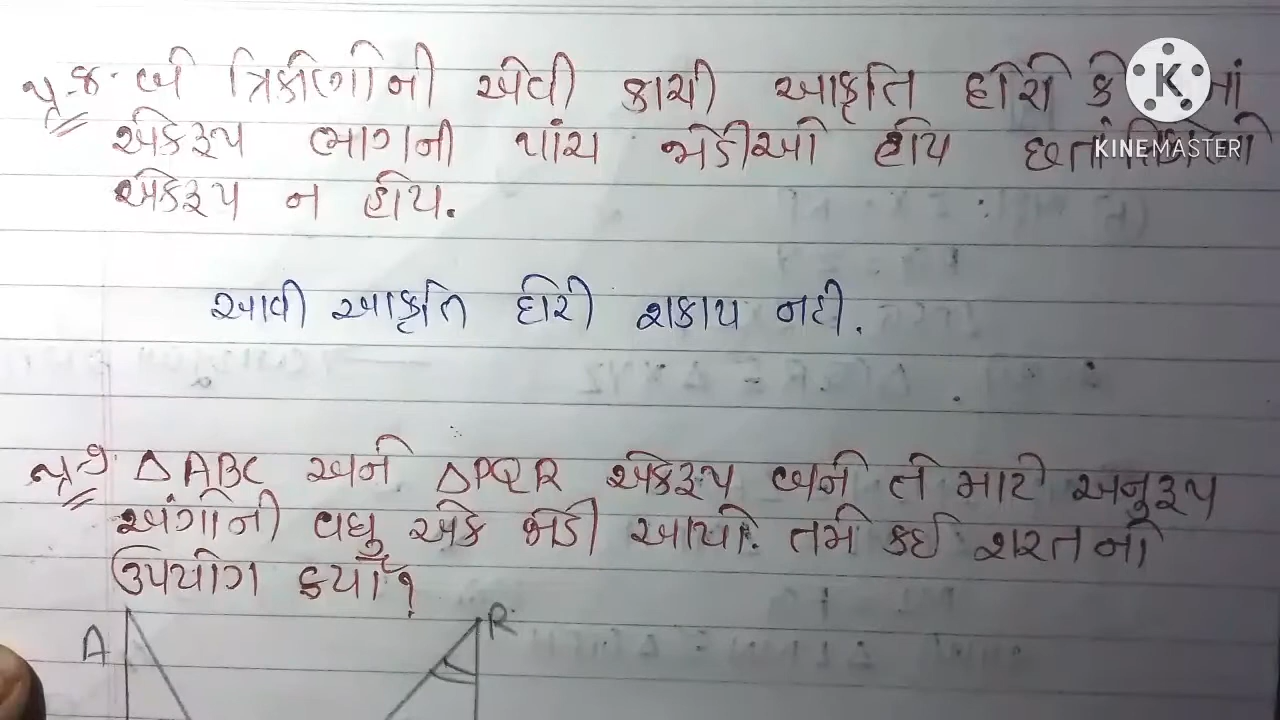 પ્ર-૪. બે ત્રિકોણોની એવી કાચી આકૃતિ દોરો કે માં
એકરૂપ ભાગની પાંચ જોડીઓ હોય છતાં
એકરૂપ ન હોય.
આવી આકૃતિ દોરી શકાય નહી.
પ્ર-૭. △ABC અને △PQR એકરૂપ બને તે માટે અનુરૂપ
અંગોની વધુ એક જોડી આપો. તમે કઈ શરતનો
ઉપયોગ કર્યો?
A
R
K
KINEMASTER